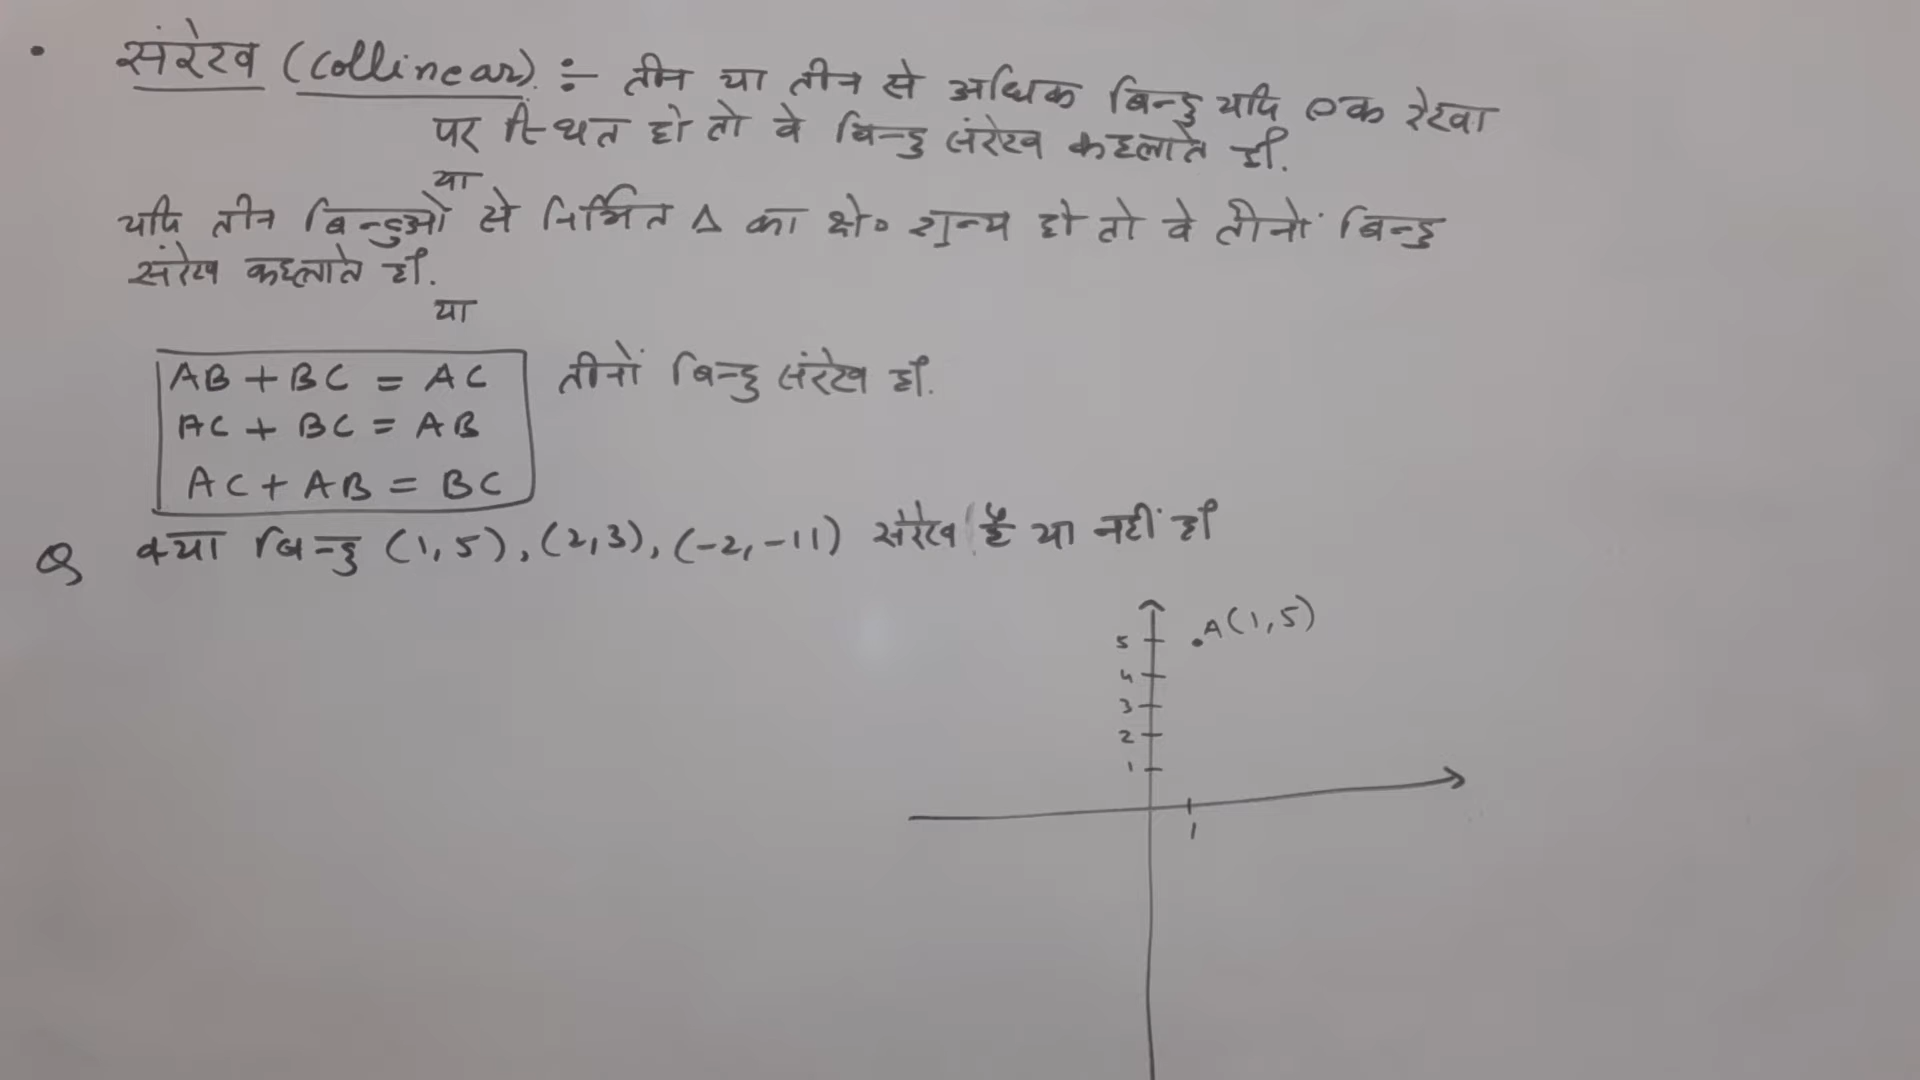 • संरेख (Collinear) :- तीन या तीन से अधिक बिन्दु यदि एक रेखा
पर स्थित हो तो वे बिन्दु संरेख कहलाते हैं.
या
यदि तीन बिन्दुओं से निर्मित Δ का क्षे० शून्य हो तो वे तीनों बिन्दु
संरेख कहलाते हैं.
या
AB + BC = AC तीनों बिन्दु संरेख हैं.
AC + BC = AB
AC + AB = BC
Q क्या बिन्दु (1, 5), (2, 3), (-2, -11) संरेख है या नहीं हैं
5 A(1, 5)
4
3
2
1
1